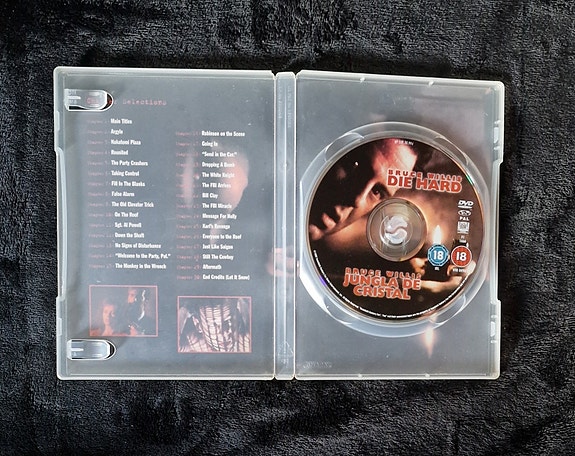 Selections
Main Titles
Argyle
Nakatomi Plaza
Reunited
The Party Crashers
Taking Control
Fill In The Blanks
False Alarm
The Old Elevator Trick
On The Roof
Sgt. Al Powell
Down the Shaft
No Signs of Disturbance
"Welcome to the Party, Pal."
The Monkey in the Wrench
Robinson on the Scene
Going In
"Send in the Car"
Dropping A Bomb
The White Knight
The FBI Arrives
Bill Clay
The FBI Miracle
Message For Holly
Karl's Revenge
Everyone to the Roof
Just Like Saigon
Still The Cowboy
Aftermath
End Credits (Let It Snow)
BRUCE WILLIS
DIE HARD
DVD
PAL
18
18
BRUCE WILLIS
JUNGLA DE
CRISTAL